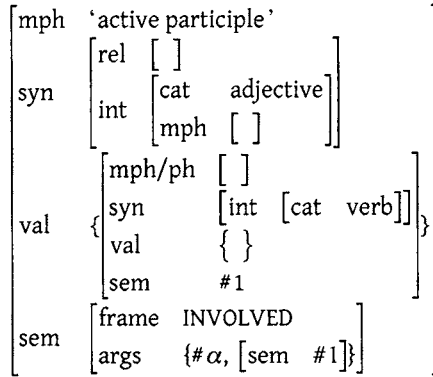 mph 'active participle'
rel [ ]
syn
int [cat adjective
mph [ ]]
mph/ph [ ]
syn [int [cat verb]]
val {
val { }
}
sem #1
frame INVOLVED
sem
args {#α, [sem #1]}